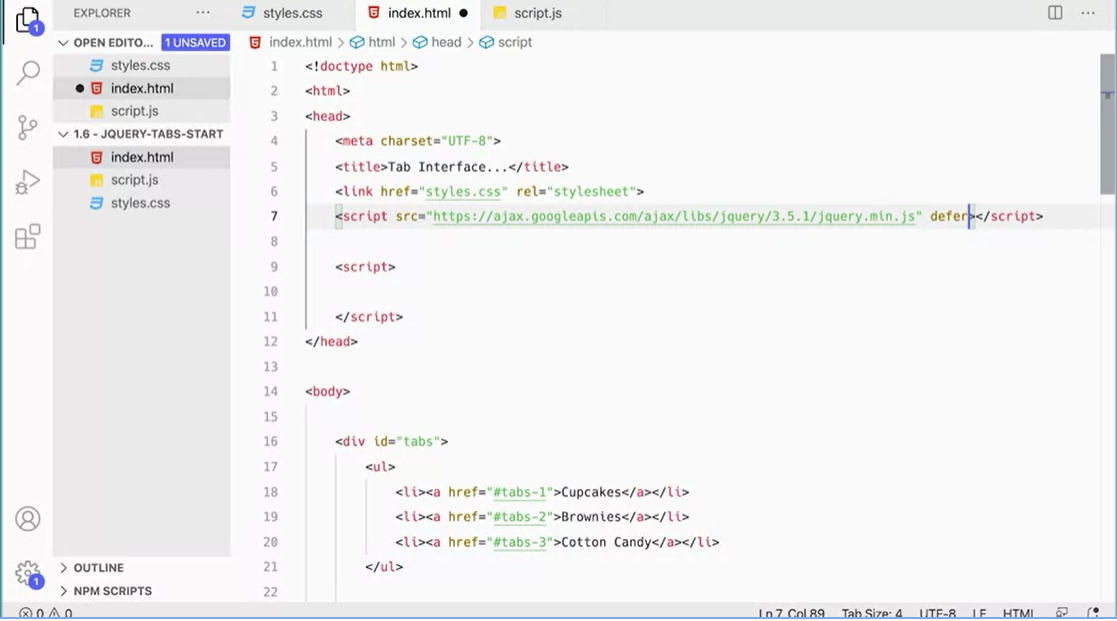 EXPLORER ···
styles.css index.html script.js ···
OPEN EDITO... 1 UNSAVED
index.html > html > head > script
styles.css
index.html
script.js
1.6 - JQUERY-TABS-START
index.html
script.js
styles.css
1 <!doctype html>
2 <html>
3 <head>
4 <meta charset="UTF-8">
5 <title>Tab Interface...</title>
6 <link href="styles.css" rel="stylesheet">
7 <script src="https://ajax.googleapis.com/ajax/libs/jquery/3.5.1/jquery.min.js" defer></script>
8
9 <script>
10
11 </script>
12 </head>
13
14 <body>
15
16 <div id="tabs">
17 <ul>
18 <li><a href="#tabs-1">Cupcakes</a></li>
19 <li><a href="#tabs-2">Brownies</a></li>
20 <li><a href="#tabs-3">Cotton Candy</a></li>
21 </ul>
22
1
1
OUTLINE
NPM SCRIPTS
0 0 Ln 7, Col 89 Tab Size: 4 UTF-8 LF HTML